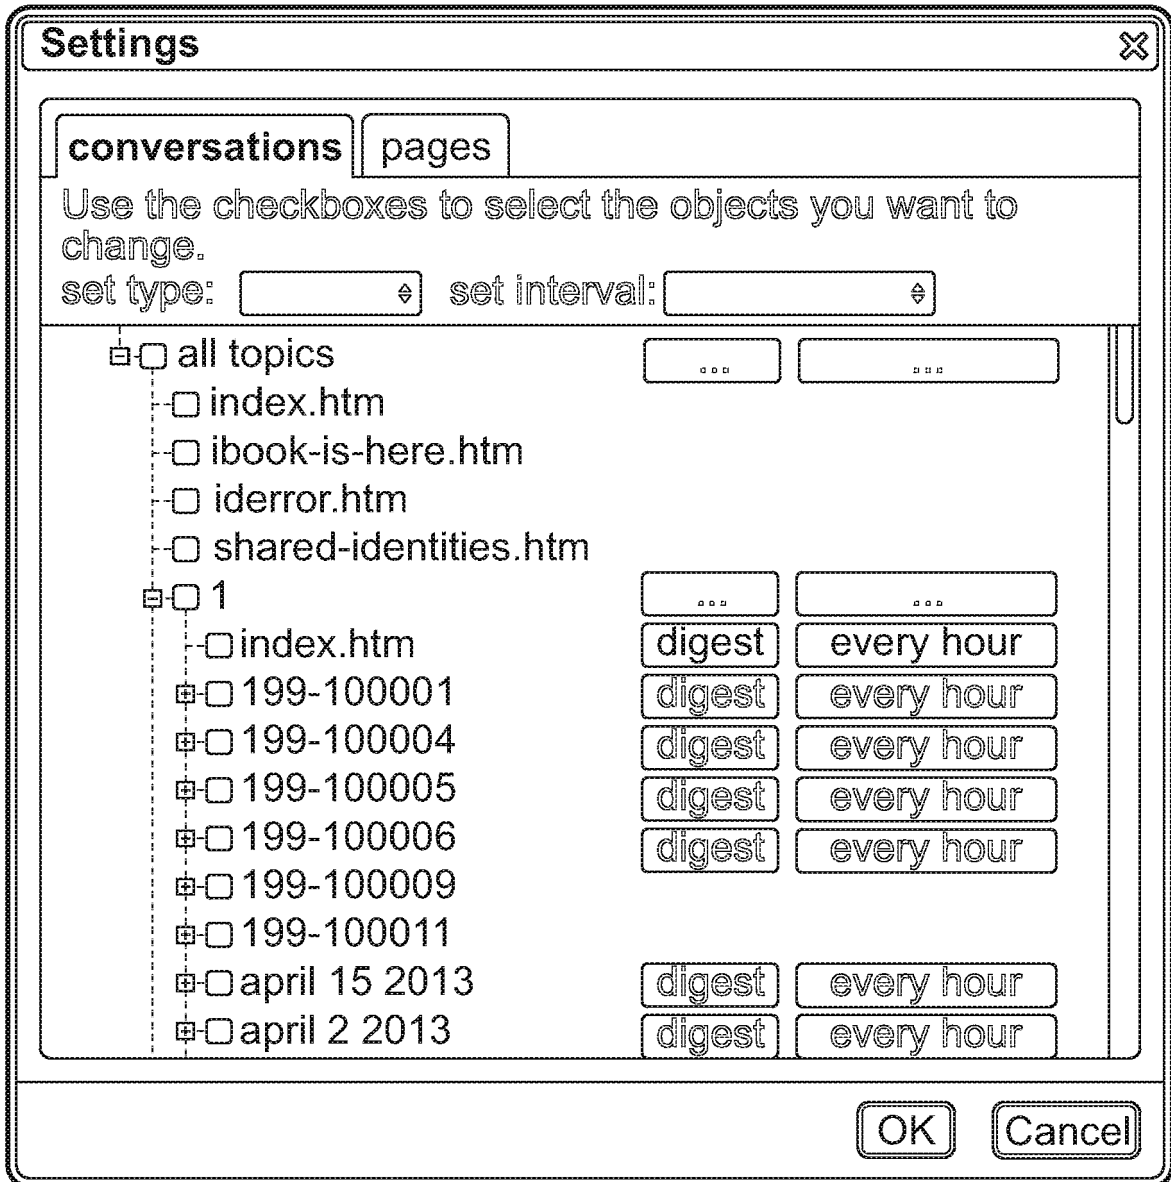 Settings
conversations pages
Use the checkboxes to select the objects you want to
change.
set type: set interval:
all topics ... ...
index.htm
ibook-is-here.htm
iderror.htm
shared-identities.htm
1 ... ...
index.htm digest every hour
199-100001 digest every hour
199-100004 digest every hour
199-100005 digest every hour
199-100006 digest every hour
199-100009
199-100011
april 15 2013 digest every hour
april 2 2013 digest every hour
OK Cancel